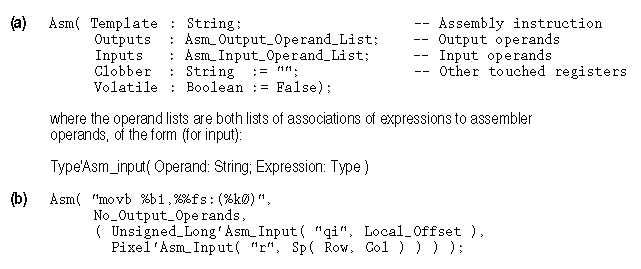 (a) Asm( Template : String; -- Assembly instruction
Outputs : Asm_Output_Operand_List; -- Output operands
Inputs : Asm_Input_Operand_List; -- Input operands
Clobber : String := ""; -- Other touched registers
Volatile : Boolean := False);
where the operand lists are both lists of associations of expressions to assembler
operands, of the form (for input):
Type'Asm_input( Operand: String; Expression: Type )
(b) Asm( "movb %b1,%%fs:(%k0)",
No_Output_Operands,
( Unsigned_Long'Asm_Input( "qi", Local_Offset ),
Pixel'Asm_Input( "r", Sp( Row, Col ) ) ) );